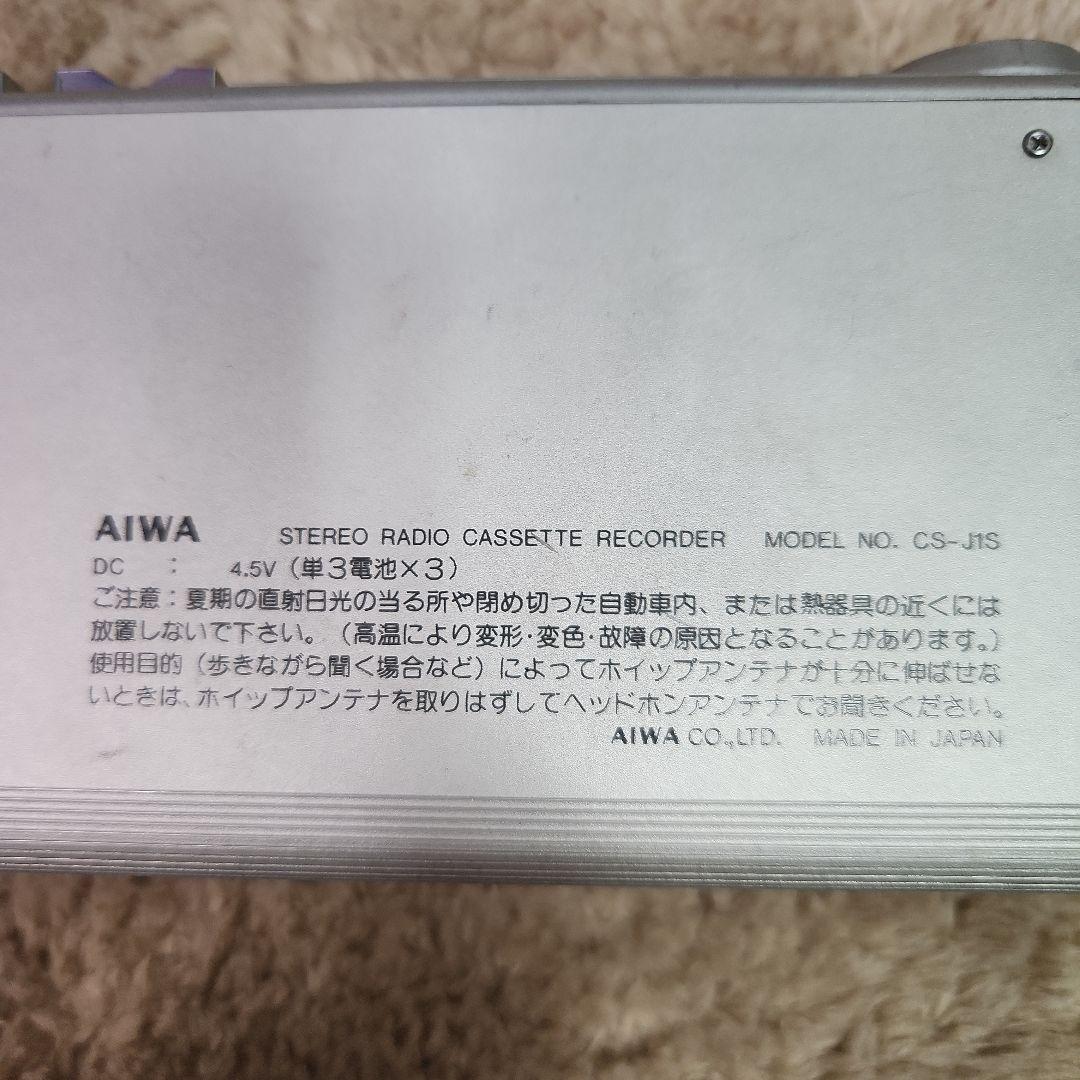 AIWA STEREO RADIO CASSETTE RECORDER MODEL NO. CS-J1S
DC : 4.5V (単3電池×3)
ご注意：夏期の直射日光の当る所や閉め切った自動車内、または熱器具の近くには
放置しないで下さい。(高温により変形・変色・故障の原因となることがあります。)
使用目的(歩きながら聞く場合など)によってホイップアンテナが十分に伸ばせな
いときは、ホイップアンテナを取りはずしてヘッドホンアンテナでお聞きください。
AIWA CO.,LTD. MADE IN JAPAN